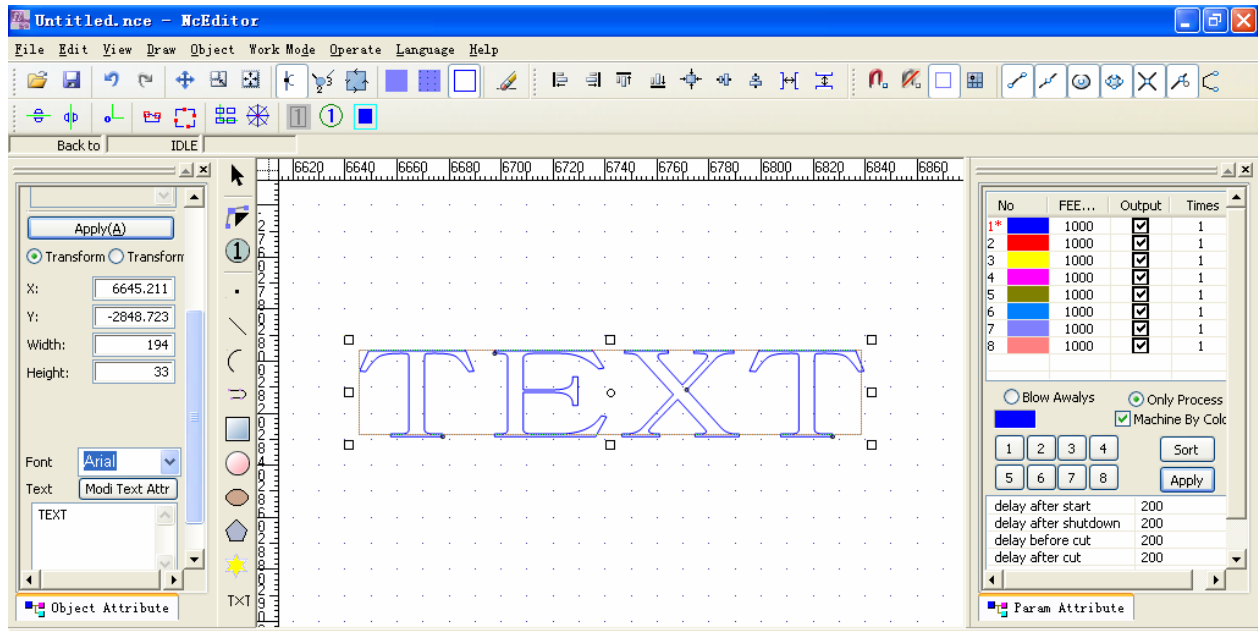 Untitled.nce - NcEditor
File Edit View Draw Object Work Mode Operate Language Help
1 1
Back to IDLE
6620 6640 6660 6680 6700 6720 6740 6760 6780 6800 6820 6840 6860
Apply(A)
Transform Transform
X: 6645.211
Y: -2848.723
Width: 194
Height: 33
Font Arial
Text Modi Text Attr
TEXT
Object Attribute
1
TXT
TEXT
No FEE... Output Times
1* 1000 1
2 1000 1
3 1000 1
4 1000 1
5 1000 1
6 1000 1
7 1000 1
8 1000 1
Blow Awalys Only Process
Machine By Colo
1 2 3 4 Sort
5 6 7 8 Apply
delay after start 200
delay after shutdown 200
delay before cut 200
delay after cut 200
Param Attribute